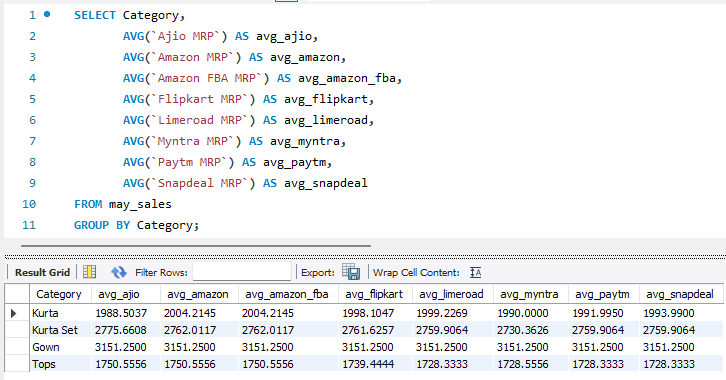 1 SELECT Category,
2 AVG(`Ajio MRP`) AS avg_ajio,
3 AVG(`Amazon MRP`) AS avg_amazon,
4 AVG(`Amazon FBA MRP`) AS avg_amazon_fba,
5 AVG(`Flipkart MRP`) AS avg_flipkart,
6 AVG(`Limeroad MRP`) AS avg_limeroad,
7 AVG(`Myntra MRP`) AS avg_myntra,
8 AVG(`Paytm MRP`) AS avg_paytm,
9 AVG(`Snapdeal MRP`) AS avg_snapdeal
10 FROM may_sales
11 GROUP BY Category;
Result Grid Filter Rows: Export: Wrap Cell Content:
Category avg_ajio avg_amazon avg_amazon_fba avg_flipkart avg_limeroad avg_myntra avg_paytm avg_snapdeal
Kurta 1988.5037 2004.2145 2004.2145 1998.1047 1999.2269 1990.0000 1991.9950 1993.9900
Kurta Set 2775.6608 2762.0117 2762.0117 2761.6257 2759.9064 2730.3626 2759.9064 2759.9064
Gown 3151.2500 3151.2500 3151.2500 3151.2500 3151.2500 3151.2500 3151.2500 3151.2500
Tops 1750.5556 1750.5556 1750.5556 1739.4444 1728.3333 1728.5556 1728.3333 1728.3333